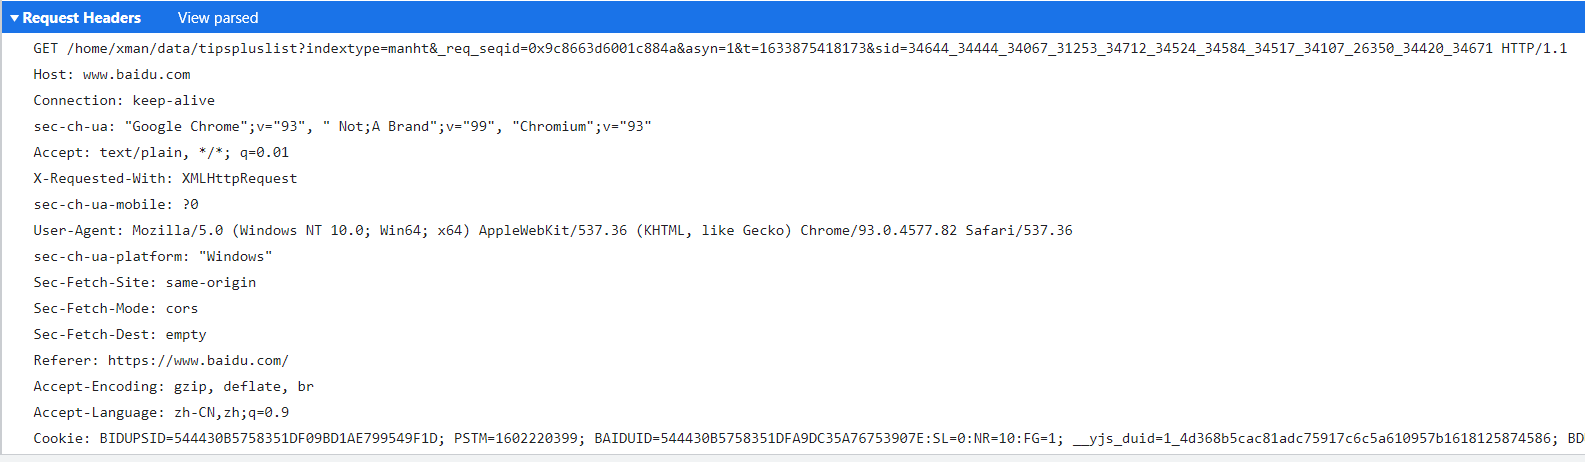 Request Headers View parsed
GET /home/xman/data/tipspluslist?indextype=manht&_req_seqid=0x9c8663d6001c884a&asyn=1&t=1633875418173&sid=34644_34444_34067_31253_34712_34524_34584_34517_34107_26350_34420_34671 HTTP/1.1
Host: www.baidu.com
Connection: keep-alive
sec-ch-ua: "Google Chrome";v="93", " Not;A Brand";v="99", "Chromium";v="93"
Accept: text/plain, */*; q=0.01
X-Requested-With: XMLHttpRequest
sec-ch-ua-mobile: ?0
User-Agent: Mozilla/5.0 (Windows NT 10.0; Win64; x64) AppleWebKit/537.36 (KHTML, like Gecko) Chrome/93.0.4577.82 Safari/537.36
sec-ch-ua-platform: "Windows"
Sec-Fetch-Site: same-origin
Sec-Fetch-Mode: cors
Sec-Fetch-Dest: empty
Referer: https://www.baidu.com/
Accept-Encoding: gzip, deflate, br
Accept-Language: zh-CN,zh;q=0.9
Cookie: BIDUPSID=544430B5758351DF09BD1AE799549F1D; PSTM=1602220399; BAIDUID=544430B5758351DFA9DC35A76753907E:SL=0:NR=10:FG=1; __yjs_duid=1_4d368b5cac81adc75917c6c5a610957b1618125874586; BD